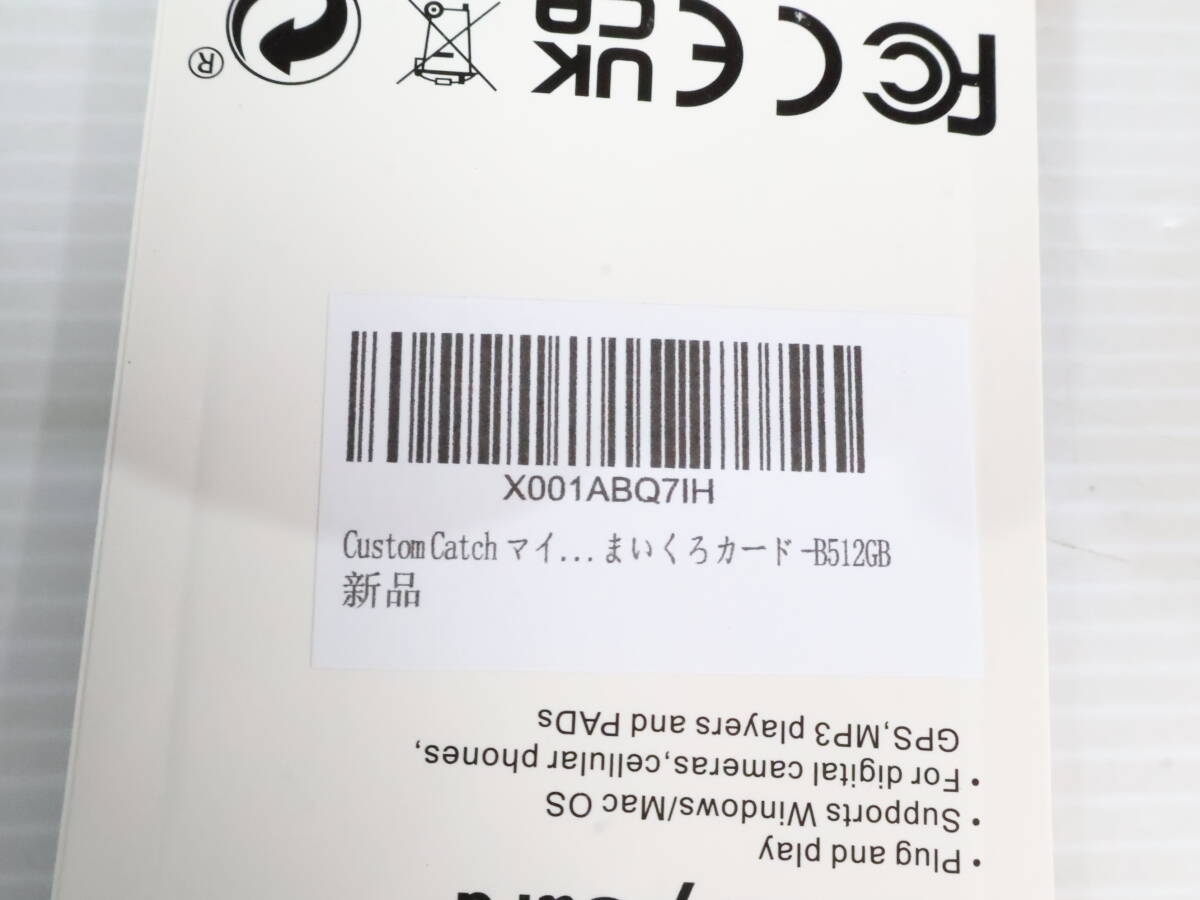 X001ABQ7IH
Custom Catch マイ...まいくろカード-B512GB
新品
• Plug and play
• Supports Windows/Mac OS
• For digital cameras,cellular phones,
GPS,MP3 players and PADs
FC CE UK CA ®